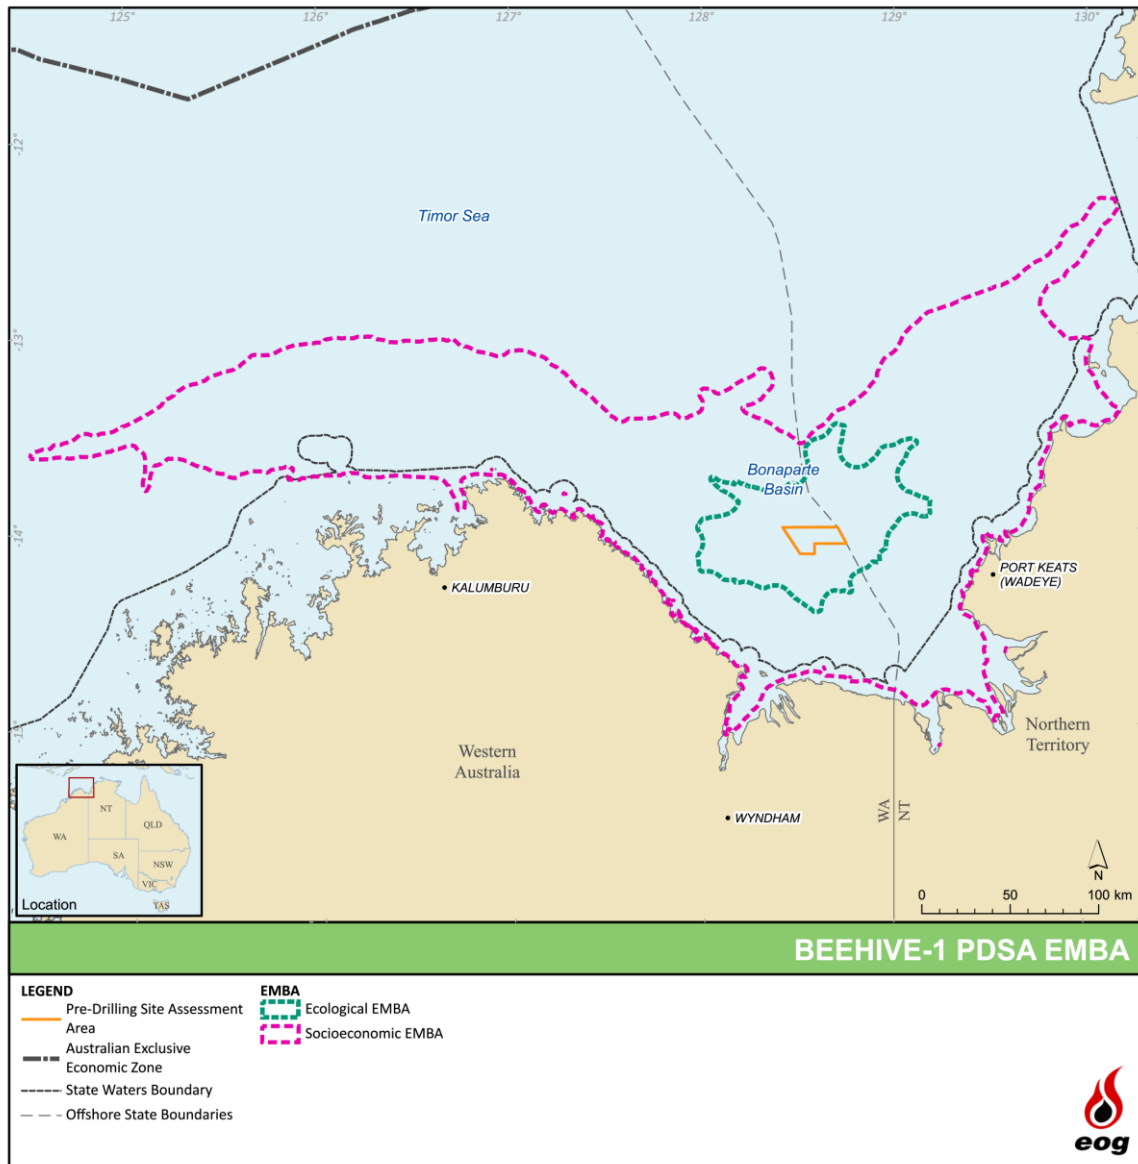 125°
126°
127°
128°
129°
130°
-12°
Timor Sea
-13°
Bonaparte
Basin
-14°
KALUMBURU
PORT KEATS
(WADEYE)
Western
Australia
Northern
Territory
WA
NT
WYNDHAM
NT
WA
QLD
SA
NSW
VIC
TAS
Location
N
0 50 100 km
BEEHIVE-1 PDSA EMBA
LEGEND
Pre-Drilling Site Assessment
Area
Australian Exclusive
Economic Zone
State Waters Boundary
Offshore State Boundaries
EMBA
Ecological EMBA
Socioeconomic EMBA
eog